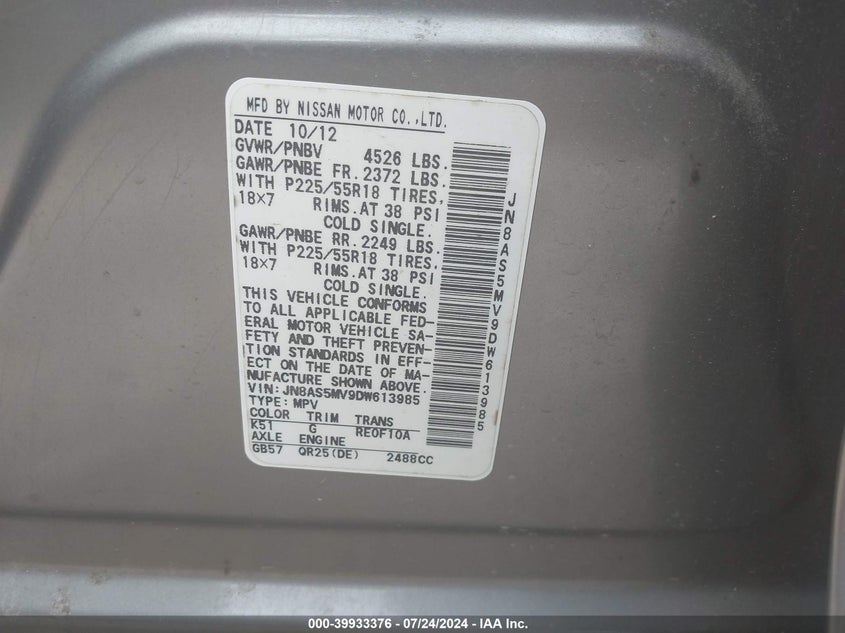 MFD BY NISSAN MOTOR CO.,LTD.
DATE 10/12
GVWR/PNBV 4526 LBS.
GAWR/PNBE FR. 2372 LBS.
WITH P225/55R18 TIRES,
18×7 RIMS.AT 38 PSI
COLD SINGLE.
GAWR/PNBE RR. 2249 LBS.
WITH P225/55R18 TIRES,
18×7 RIMS.AT 38 PSI
COLD SINGLE.
THIS VEHICLE CONFORMS
TO ALL APPLICABLE FED-
ERAL MOTOR VEHICLE SA-
FETY AND THEFT PREVEN-
TION STANDARDS IN EFF-
ECT ON THE DATE OF MA-
NUFACTURE SHOWN ABOVE.
VIN: JN8AS5MV9DW613985
TYPE: MPV
COLOR TRIM TRANS
K51 G RE0F10A
AXLE ENGINE
GB57 QR25(DE) 2488CC
JN8AS5MV9DW613985
000-39933376 / 07/24/2024 - IAA Inc.